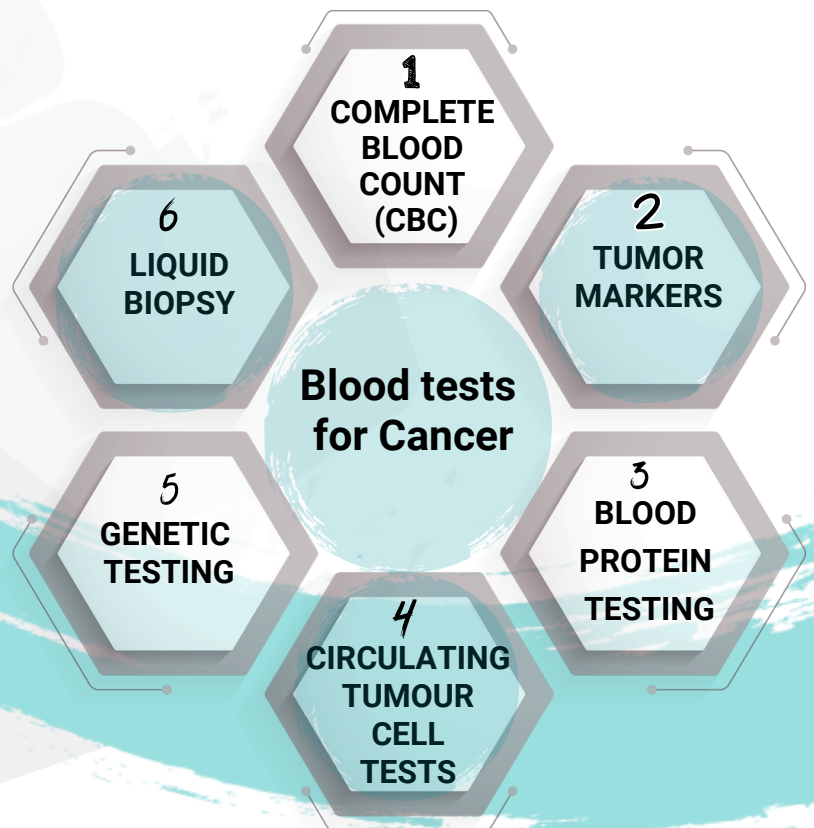 Blood tests
for Cancer
1
COMPLETE
BLOOD
COUNT
(CBC)
2
TUMOR
MARKERS
3
BLOOD
PROTEIN
TESTING
4
CIRCULATING
TUMOUR
CELL
TESTS
5
GENETIC
TESTING
6
LIQUID
BIOPSY